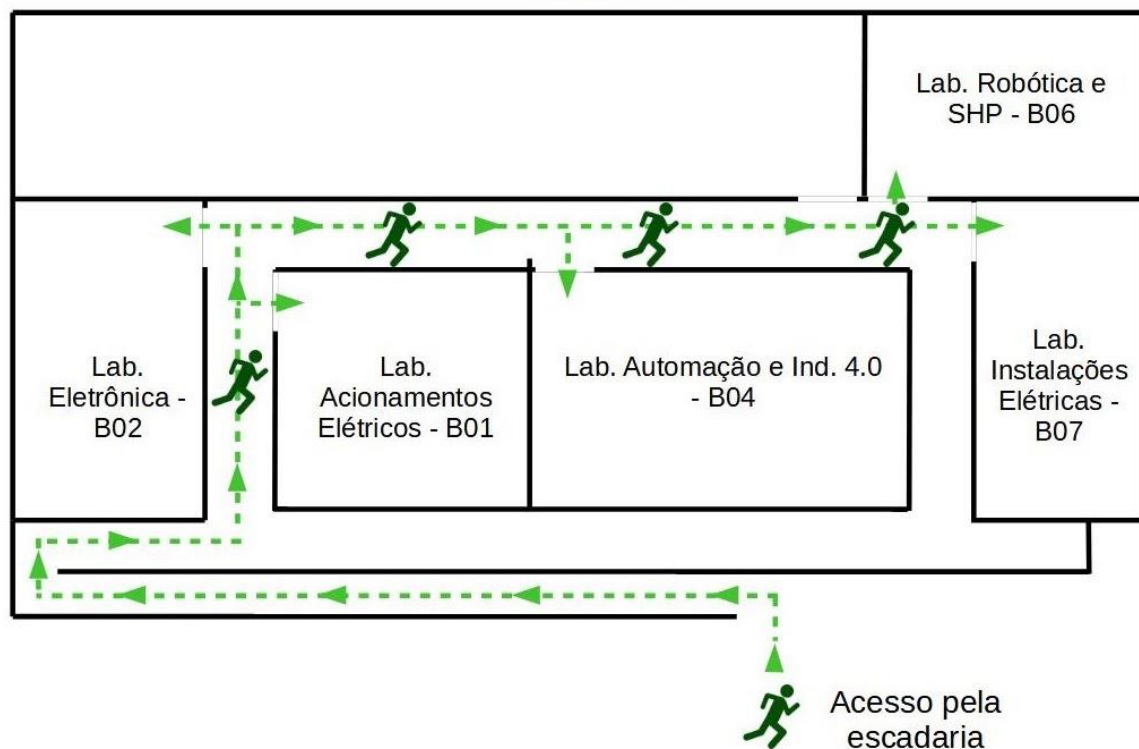 Lab. Robótica e
SHP - B06
Lab.
Eletrônica -
B02
Lab.
Acionamentos
Elétricos - B01
Lab. Automação e Ind. 4.0
- B04
Lab.
Instalações
Elétricas -
B07
Acesso pela
escadaria